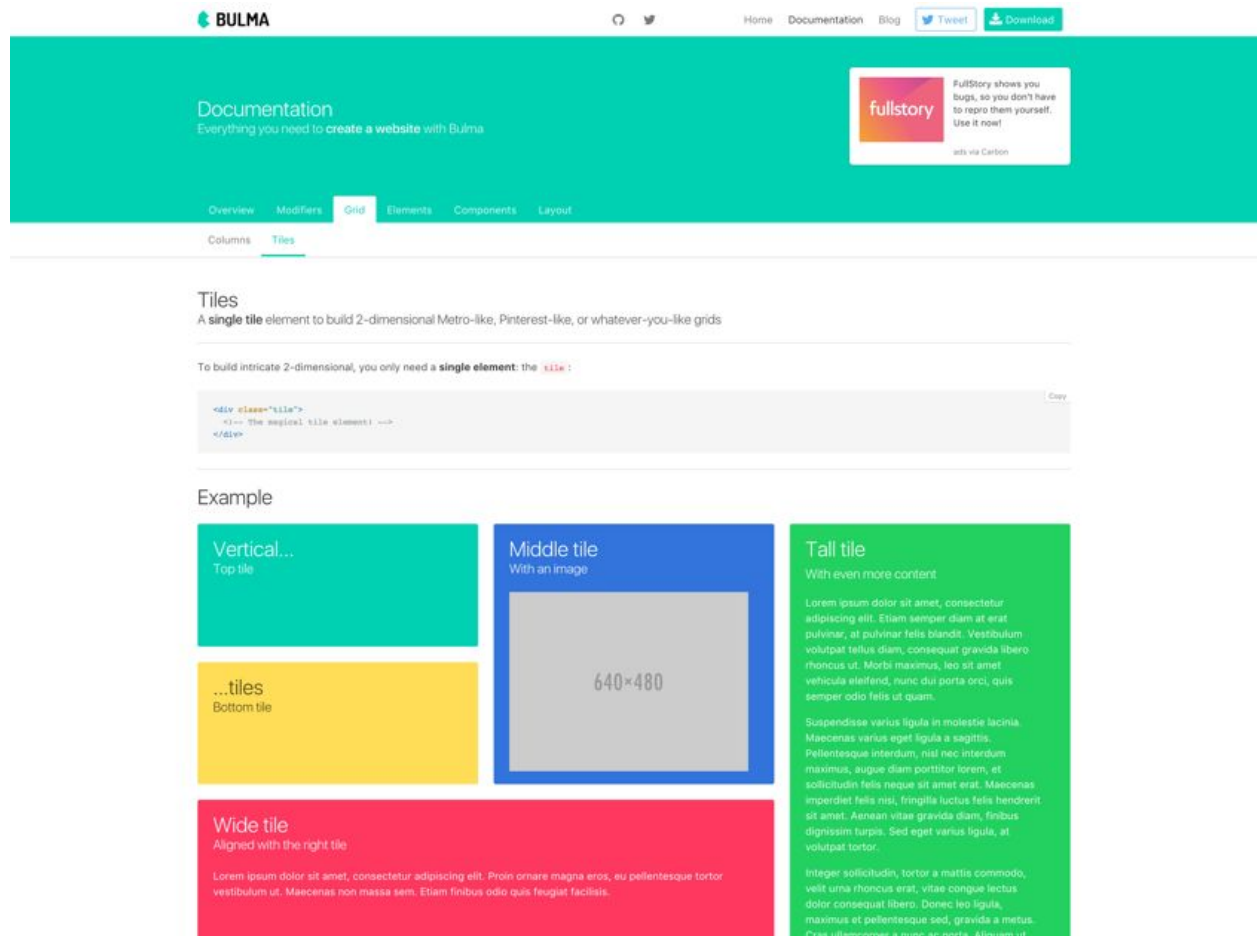 BULMA
Home Documentation Blog Tweet Download
Documentation
Everything you need to create a website with Bulma
fullstory
FullStory shows you
bugs, so you don't have
to repro them yourself.
Use it now!
ads via Carbon
Overview Modifiers Grid Elements Components Layout
Columns Tiles
Tiles
A single tile element to build 2-dimensional Metro-like, Pinterest-like, or whatever-you-like grids
To build intricate 2-dimensional, you only need a single element: the tile :
Copy
<div class="tile">
<!-- The magical tile element! -->
</div>
Example
Vertical...
Top tile
...tiles
Bottom tile
Middle tile
With an image
640×480
Wide tile
Aligned with the right tile
Lorem ipsum dolor sit amet, consectetur adipiscing elit. Proin ornare magna eros, eu pellentesque tortor
vestibulum ut. Maecenas non massa sem. Etiam finibus odio quis feugiat facilisis.
Tall tile
With even more content
Lorem ipsum dolor sit amet, consectetur
adipiscing elit. Etiam semper diam at erat
pulvinar, at pulvinar felis blandit. Vestibulum
volutpat tellus diam, consequat gravida libero
rhoncus ut. Morbi maximus, leo sit amet
vehicula eleifend, nunc dui porta orci, quis
semper odio felis ut quam.
Suspendisse varius ligula in molestie lacinia.
Maecenas varius eget ligula a sagittis.
Pellentesque interdum, nisl nec interdum
maximus, augue diam porttitor lorem, et
sollicitudin felis neque sit amet erat. Maecenas
imperdiet felis nisi, fringilla luctus felis hendrerit
sit amet. Aenean vitae gravida diam, finibus
dignissim turpis. Sed eget varius ligula, at
volutpat tortor.
Integer sollicitudin, tortor a mattis commodo,
velit urna rhoncus erat, vitae congue lectus
dolor consequat libero. Donec leo ligula,
maximus et pellentesque sed, gravida a metus.
Cras ullamcorper a nunc ac porta. Aliquam ut